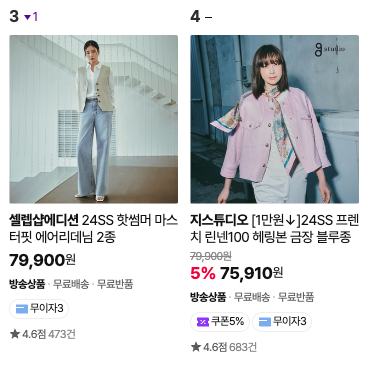 3 ▼1
셀렙샵에디션 24SS 핫썸머 마스
터핏 에어리데님 2종
79,900원
방송상품 · 무료배송 · 무료반품
무이자3
★ 4.6점 473건
4 –
g studio
지스튜디오 [1만원↓]24SS 프렌
치 린넨100 헤링본 금장 블루종
79,900원
5% 75,910원
방송상품 · 무료배송 · 무료반품
쿠폰5% 무이자3
★ 4.6점 683건